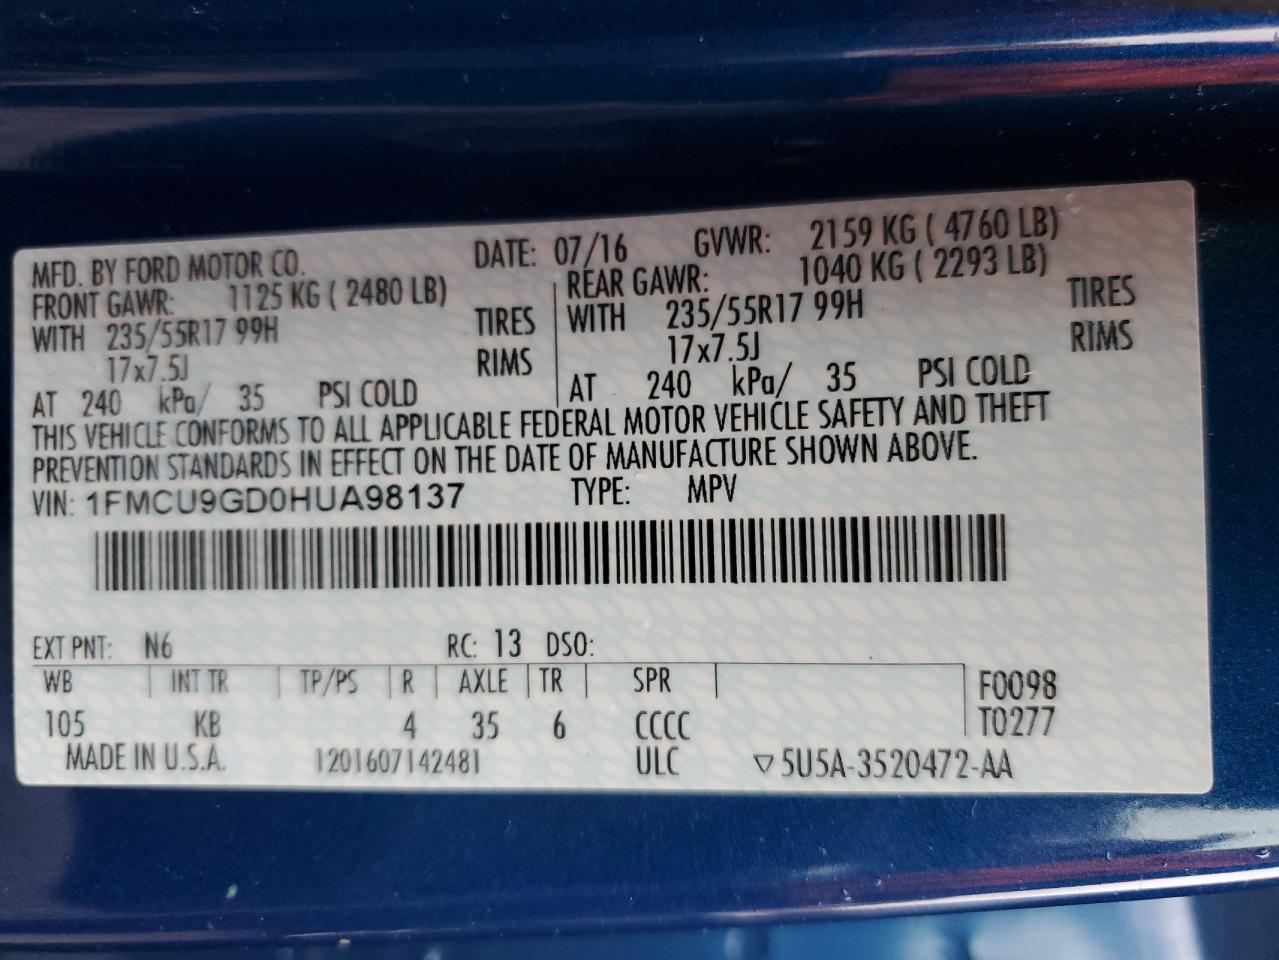 MFD. BY FORD MOTOR CO. DATE: 07/16 GVWR: 2159 KG ( 4760 LB)
FRONT GAWR: 1125 KG ( 2480 LB) REAR GAWR: 1040 KG ( 2293 LB)
WITH 235/55R17 99H TIRES WITH 235/55R17 99H TIRES
17x7.5J RIMS 17x7.5J RIMS
AT 240 kPa/ 35 PSI COLD AT 240 kPa/ 35 PSI COLD
THIS VEHICLE CONFORMS TO ALL APPLICABLE FEDERAL MOTOR VEHICLE SAFETY AND THEFT
PREVENTION STANDARDS IN EFFECT ON THE DATE OF MANUFACTURE SHOWN ABOVE.
VIN: 1FMCU9GD0HUA98137 TYPE: MPV
EXT PNT: N6 RC: 13 DSO:
WB INT TR TP/PS R AXLE TR SPR F0098
105 KB 4 35 6 CCCC T0277
MADE IN U.S.A. 1201607142481 ULC ▽5U5A-3520472-AA